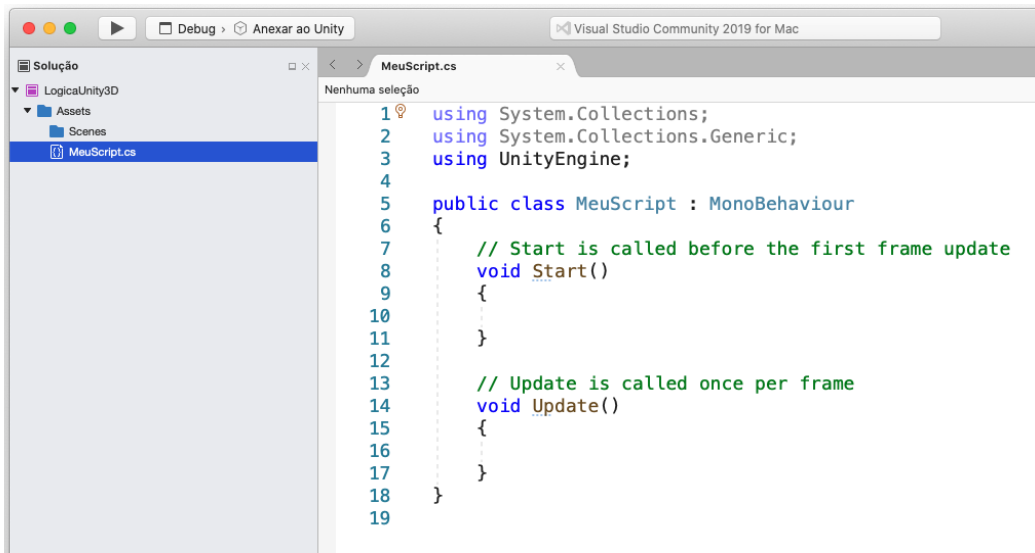 Debug › Anexar ao Unity
Visual Studio Community 2019 for Mac
Solução
LogicaUnity3D
Assets
Scenes
MeuScript.cs
MeuScript.cs
Nenhuma seleção
1 using System.Collections;
2 using System.Collections.Generic;
3 using UnityEngine;
4
5 public class MeuScript : MonoBehaviour
6 {
7 // Start is called before the first frame update
8 void Start()
9 {
10
11 }
12
13 // Update is called once per frame
14 void Update()
15 {
16
17 }
18 }
19